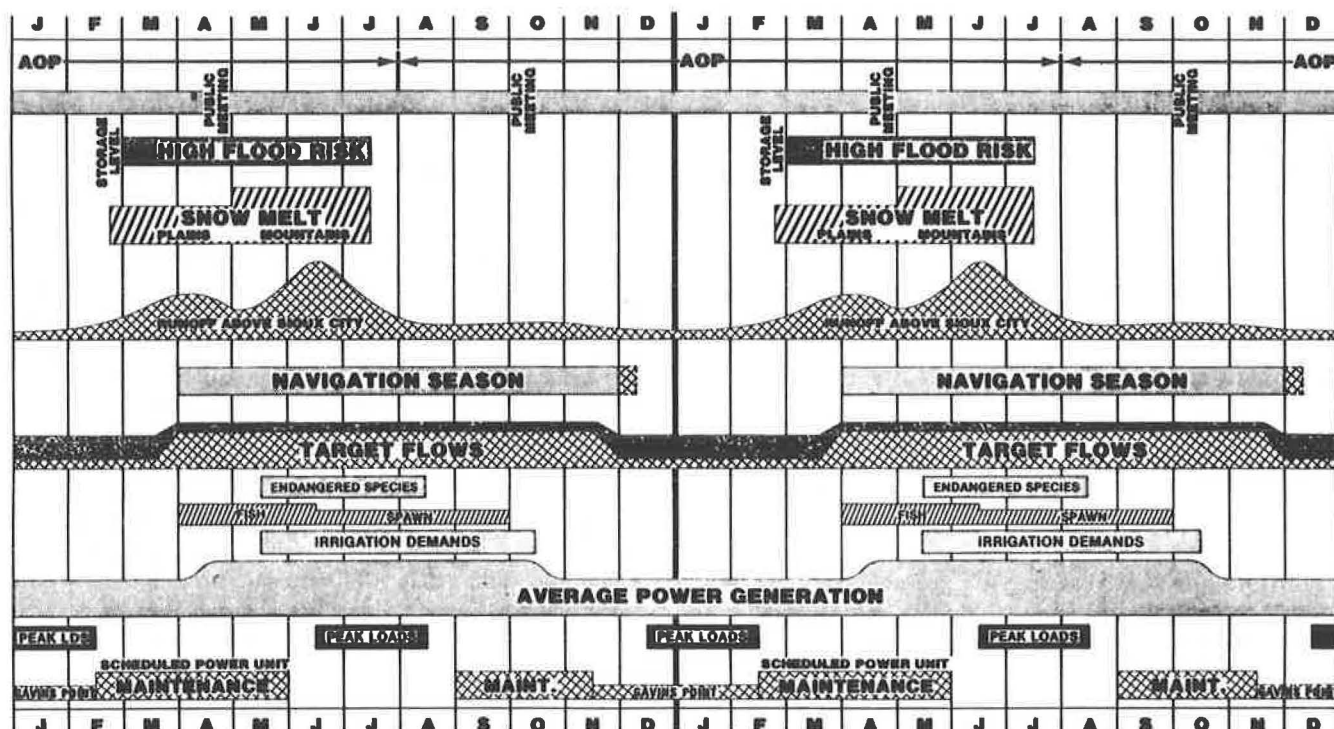 J F M A M J J A S O N D J F M A M J J A S O N D
AOP AOP AOP
PUBLIC MEETING PUBLIC MEETING PUBLIC MEETING PUBLIC MEETING
STORAGE LEVEL STORAGE LEVEL
HIGH FLOOD RISK HIGH FLOOD RISK
SNOW MELT SNOW MELT
PLAINS MOUNTAINS PLAINS MOUNTAINS
RUNOFF ABOVE SIOUX CITY RUNOFF ABOVE SIOUX CITY
NAVIGATION SEASON NAVIGATION SEASON
TARGET FLOWS TARGET FLOWS
ENDANGERED SPECIES ENDANGERED SPECIES
FISH SPAWN FISH SPAWN
IRRIGATION DEMANDS IRRIGATION DEMANDS
AVERAGE POWER GENERATION
PEAK LDS PEAK LOADS PEAK LOADS PEAK LOADS
SCHEDULED POWER UNIT SCHEDULED POWER UNIT
GAVINS POINT MAINTENANCE MAINT. GAVINS POINT MAINTENANCE MAINT. GAVINS POINT
J F M A M J J A S O N D J F M A M J J A S O N D